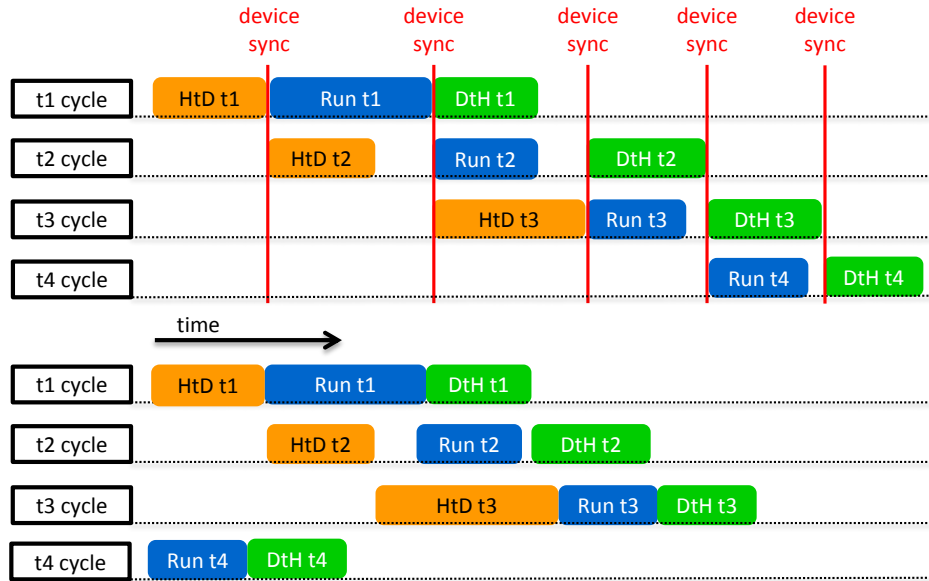 device device device device device
sync sync sync sync sync
t1 cycle HtD t1 Run t1 DtH t1
t2 cycle HtD t2 Run t2 DtH t2
t3 cycle HtD t3 Run t3 DtH t3
t4 cycle Run t4 DtH t4
time
t1 cycle HtD t1 Run t1 DtH t1
t2 cycle HtD t2 Run t2 DtH t2
t3 cycle HtD t3 Run t3 DtH t3
t4 cycle Run t4 DtH t4